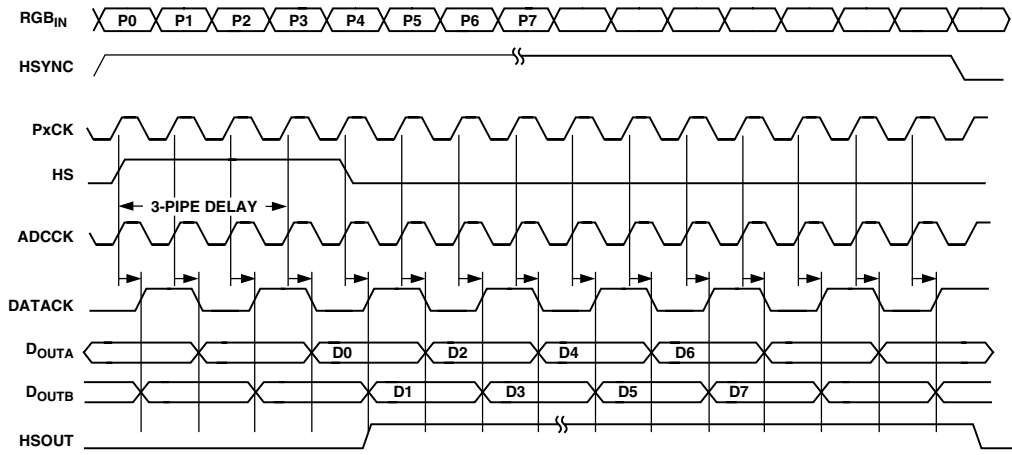 RGBIN P0 P1 P2 P3 P4 P5 P6 P7
HSYNC
PxCK
HS
3-PIPE DELAY
ADCCK
DATACK
DOUTA D0 D2 D4 D6
DOUTB D1 D3 D5 D7
HSOUT